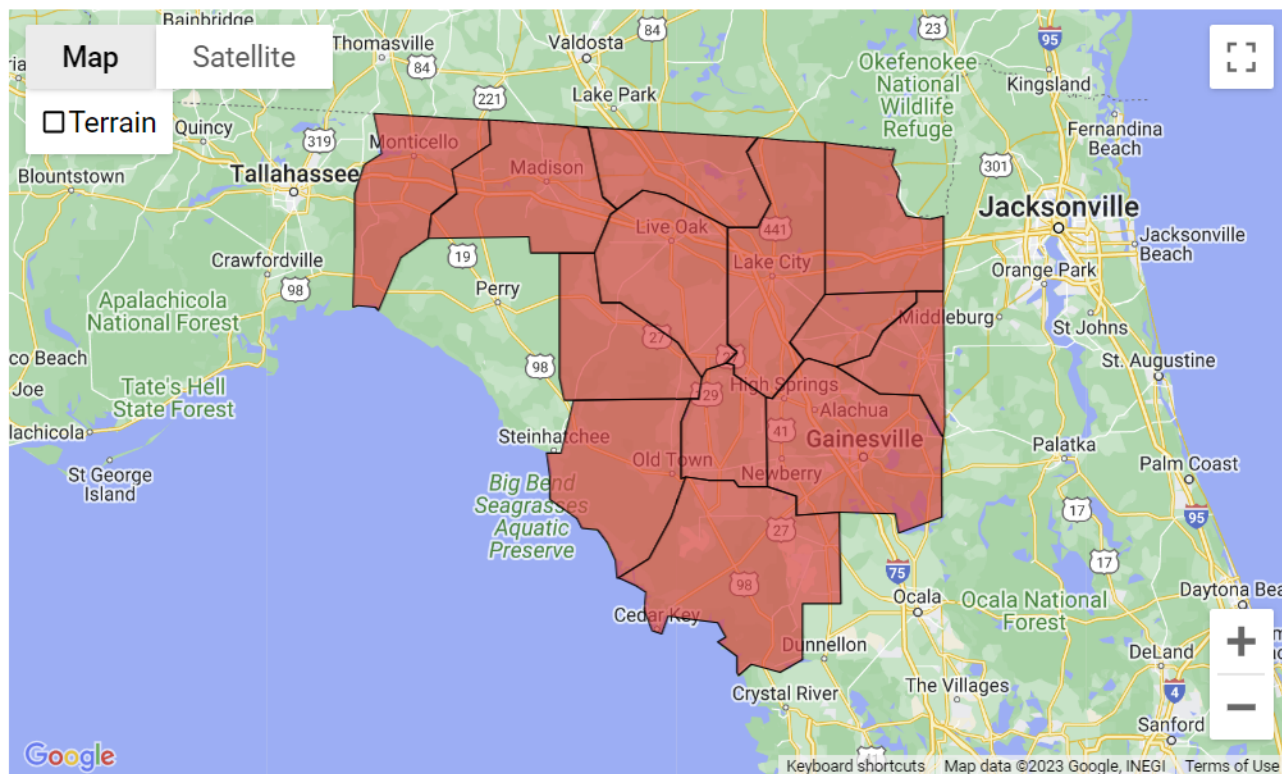 Bainbridge
Map
Satellite
Terrain
Thomasville
84
Valdosta
84
23
95
Okefenokee
National
Wildlife
Refuge
Kingsland
221
Lake Park
Quincy
319
Monticello
Fernandina
Beach
Blountstown
Tallahassee
Madison
301
Live Oak
441
Jacksonville
Jacksonville
Beach
Crawfordville
19
Lake City
Orange Park
98
Perry
Apalachicola
National Forest
Middleburg
St Johns
27
co Beach
98
St. Augustine
Joe
Tate's Hell
State Forest
High Springs
129
Alachua
lachicola
Steinhatchee
41
Gainesville
Palatka
St George
Island
Old Town
Newberry
Palm Coast
Big Bend
Seagrasses
Aquatic
Preserve
17
95
27
17
75
98
Ocala
Ocala National
Forest
Daytona Bea
Cedar Key
Dunnellon
DeLand
Crystal River
The Villages
4
Sanford
41
Google
Keyboard shortcuts
Map data ©2023 Google, INEGI
Terms of Use